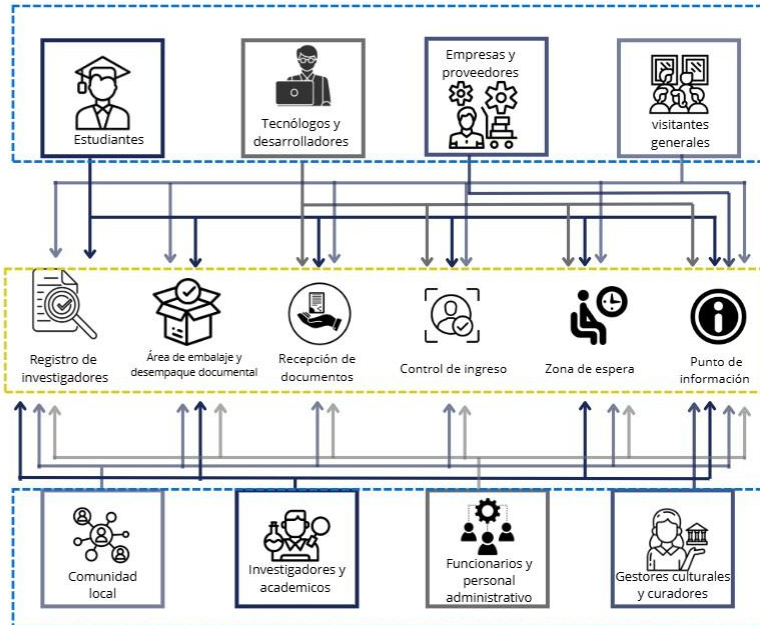 Estudiantes
Tecnólogos y
desarrolladores
Empresas y
proveedores
visitantes
generales
Registro de
investigadores
Área de embalaje y
desempaque documental
Recepción de
documentos
Control de ingreso
Zona de espera
Punto de
información
Comunidad
local
Investigadores y
academicos
Funcionarios y
personal
administrativo
Gestores culturales
y curadores